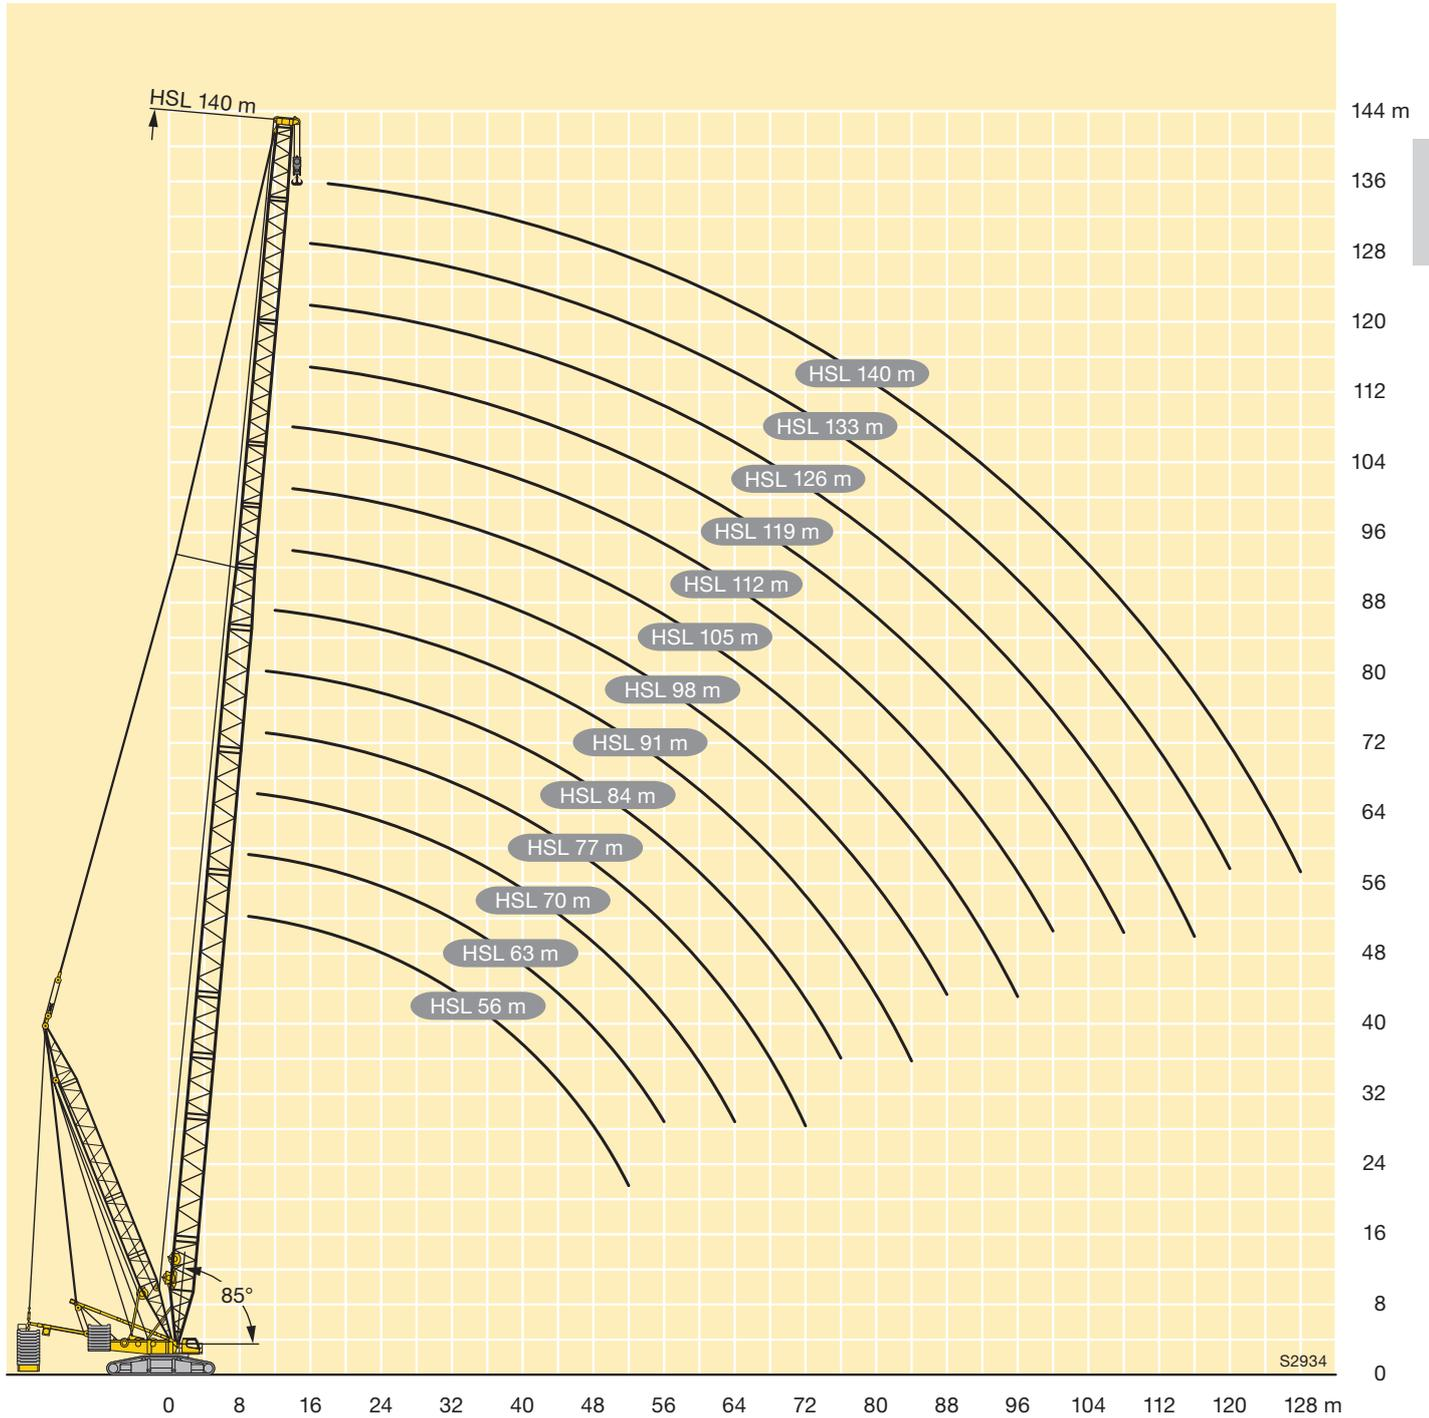 HSL 140 m
144 m
136
128
120
HSL 140 m
112
HSL 133 m
104
HSL 126 m
HSL 119 m
96
HSL 112 m
88
HSL 105 m
80
HSL 98 m
HSL 91 m
72
HSL 84 m
64
HSL 77 m
56
HSL 70 m
HSL 63 m
48
HSL 56 m
40
32
24
16
85°
8
S2934
0
0 8 16 24 32 40 48 56 64 72 80 88 96 104 112 120 128 m